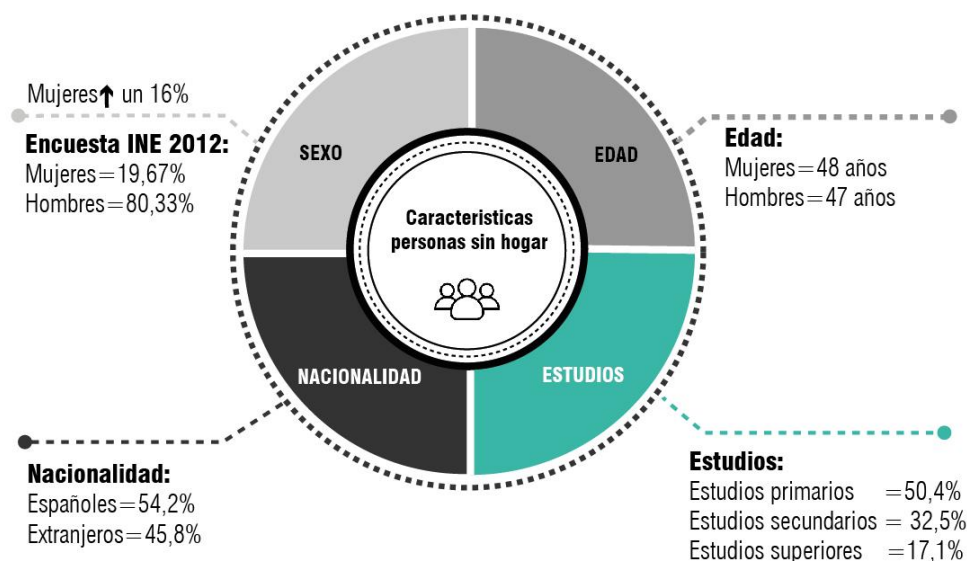 Mujeres↑ un 16%
Encuesta INE 2012:
Mujeres=19,67%
Hombres=80,33%
SEXO
EDAD
Edad:
Mujeres=48 años
Hombres=47 años
Caracteristicas
personas sin hogar
NACIONALIDAD
ESTUDIOS
Nacionalidad:
Españoles=54,2%
Extranjeros=45,8%
Estudios:
Estudios primarios =50,4%
Estudios secundarios = 32,5%
Estudios superiores =17,1%